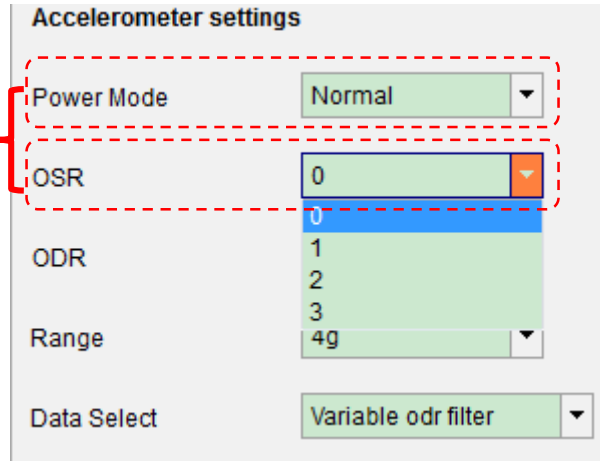 Accelerometer settings
Power Mode Normal
OSR 0
0
ODR 1
2
3
Range 4g
Data Select Variable odr filter